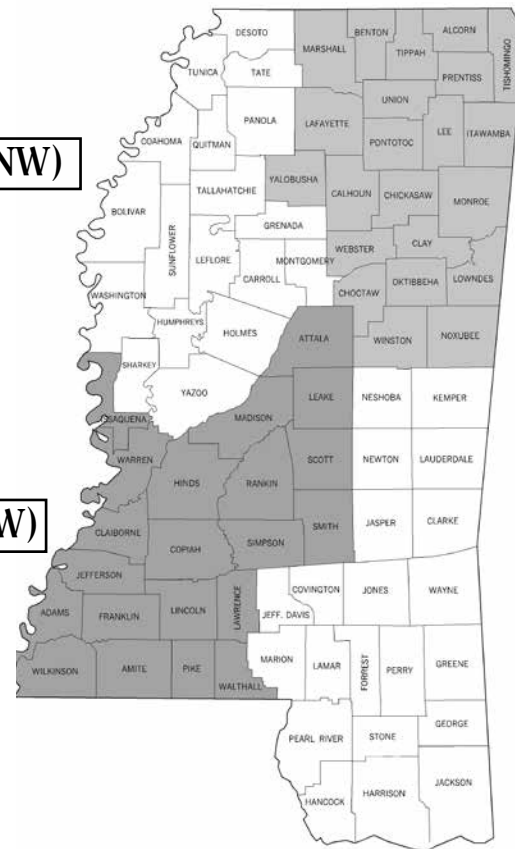 DESOTO
BENTON
ALCORN
MARSHALL
TIPPAH
TISHOMINGO
TUNICA
TATE
PRENTISS
UNION
PANOLA
LAFAYETTE
LEE
ITAWAMBA
COAHOMA
QUITMAN
PONTOTOC
NW)
YALOBUSHA
TALLAHATCHIE
CALHOUN
CHICKASAW
MONROE
BOLIVAR
GRENADA
SUNFLOWER
LEFLORE
MONTGOMERY
WEBSTER
CLAY
CARROLL
OKTIBBEHA
LOWNDES
WASHINGTON
CHOCTAW
HUMPHREYS
HOLMES
ATTALA
WINSTON
NOXUBEE
SHARKEY
YAZOO
LEAKE
NESHOBA
KEMPER
SAQUENA
MADISON
WARREN
SCOTT
NEWTON
LAUDERDALE
HINDS
RANKIN
W)
CLAIBORNE
SMITH
JASPER
CLARKE
COPIAH
SIMPSON
JEFFERSON
COVINGTON
JONES
WAYNE
ADAMS
FRANKLIN
LINCOLN
LAWRENCE
JEFF. DAVIS
WILKINSON
AMITE
PIKE
WALTHALL
MARION
LAMAR
FORREST
PERRY
GREENE
PEARL RIVER
STONE
GEORGE
HANCOCK
HARRISON
JACKSON